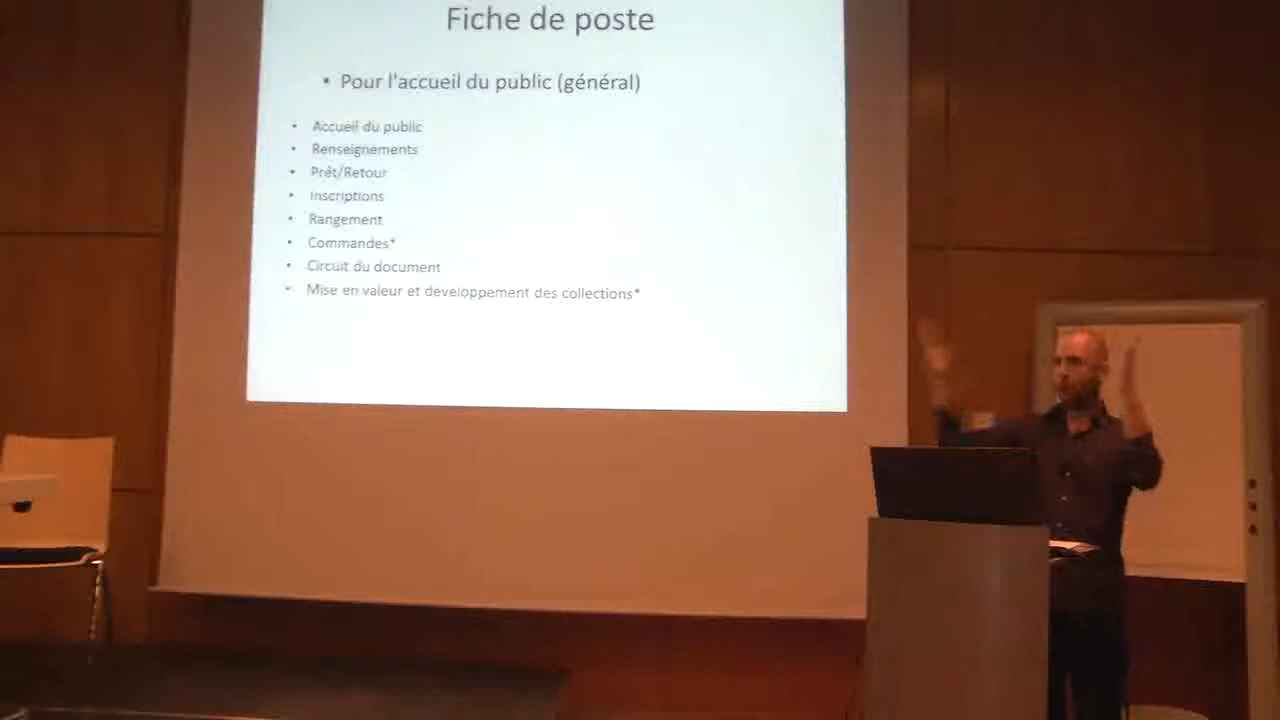 Fiche de poste
• Pour l'accueil du public (général)
• Accueil du public
• Renseignements
• Prêt/Retour
• Inscriptions
• Rangement
• Commandes*
• Circuit du document
• Mise en valeur et développement des collections*